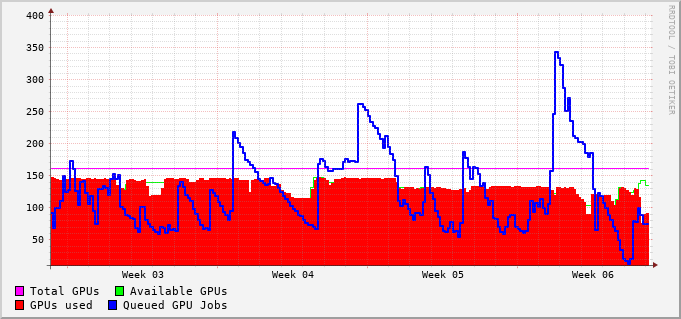 400
350
300
250
200
150
100
50
Week 03 Week 04 Week 05 Week 06
Total GPUs Available GPUs
GPUs used Queued GPU Jobs
RRDTOOL / TOBI OETIKER